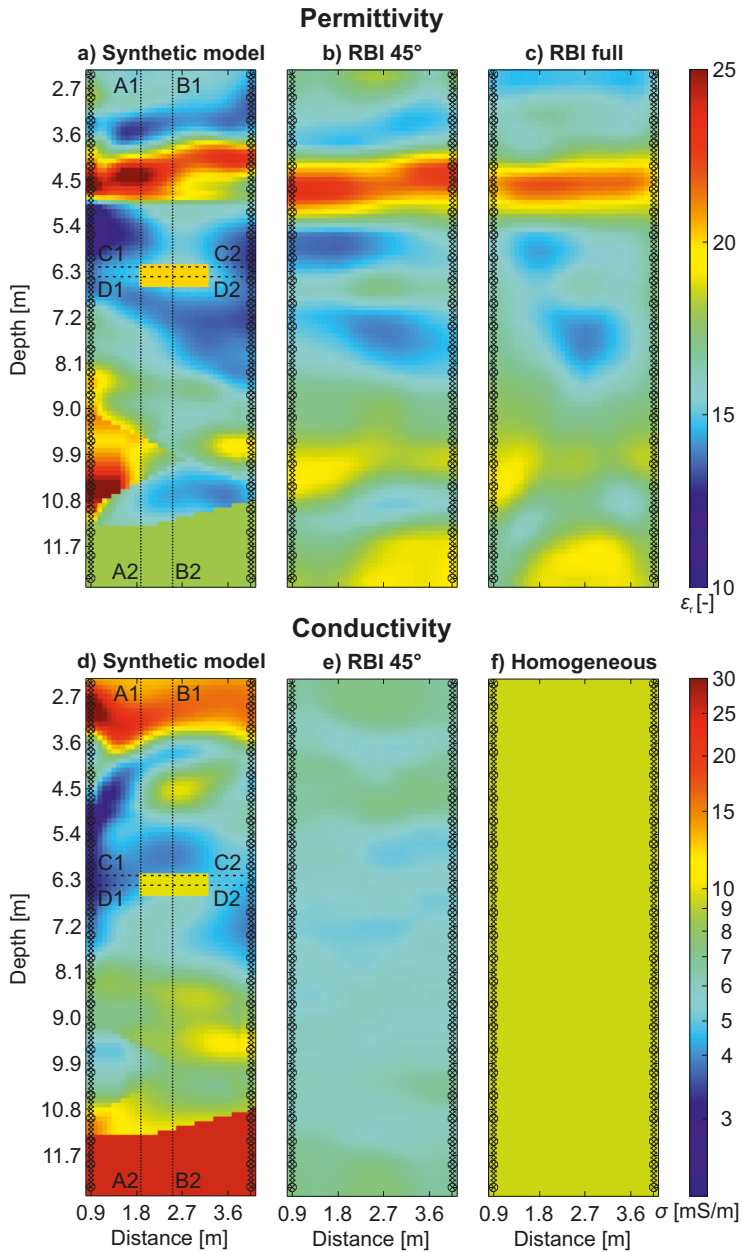 Permittivity
a) Synthetic model
b) RBI 45°
c) RBI full
A1 B1
C1 C2
D1 D2
A2 B2
2.7
3.6
4.5
5.4
6.3
7.2
8.1
9.0
9.9
10.8
11.7
Depth [m]
25
20
15
10
εr [-]
Conductivity
d) Synthetic model
e) RBI 45°
f) Homogeneous
A1 B1
C1 C2
D1 D2
A2 B2
2.7
3.6
4.5
5.4
6.3
7.2
8.1
9.0
9.9
10.8
11.7
Depth [m]
0.9 1.8 2.7 3.6
Distance [m]
0.9 1.8 2.7 3.6
Distance [m]
0.9 1.8 2.7 3.6
Distance [m]
30
20
15
10
9
8
7
6
5
4
3
σ [mS/m]